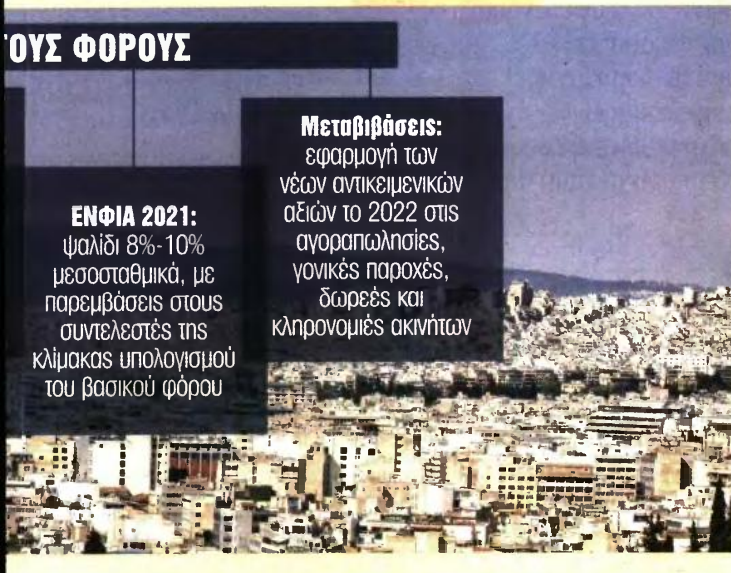 ΤΟΥΣ ΦΟΡΟΥΣ
ΕΝΦΙΑ 2021:
ψαλίδι 8%-10%
μεσοσταθμικά, με
παρεμβάσεις στους
συντελεστές της
κλίμακας υπολογισμού
του βασικού φόρου
Μεταβιβάσεις:
εφαρμογή των
νέων αντικειμενικών
αξιών το 2022 στις
αγοραπωλησίες,
γονικές παροχές,
δωρεές και
κληρονομιές ακινήτων